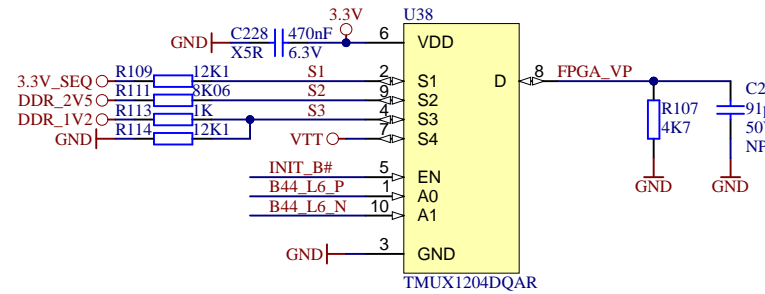 3.3V
U38
C228 470nF
GND
X5R 6.3V
6 VDD
3.3V_SEQ R109 12K1 S1 2 S1
DDR_2V5 R111 8K06 S2 9 S2
DDR_1V2 R113 1K S3 4 S3
GND R114 12K1
VTT 7 S4
D 8 FPGA_VP
R107
4K7
GND
GND
INIT_B# 5 EN
B44_L6_P 1 A0
B44_L6_N 10 A1
GND 3 GND
TMUX1204DQAR